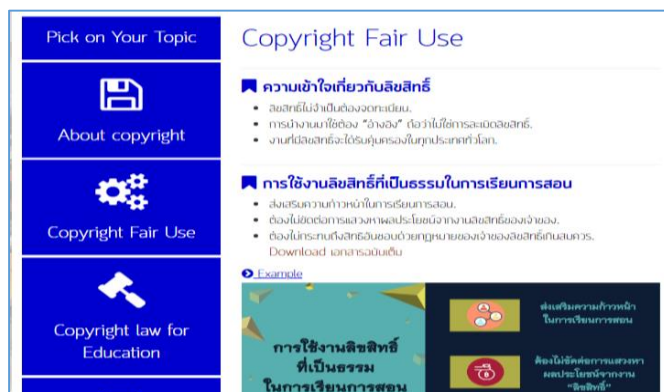 Pick on Your Topic
About copyright
Copyright Fair Use
Copyright law for
Education
Copyright Fair Use
ความเข้าใจเกี่ยวกับลิขสิทธิ์
ลิขสิทธิ์ไม่จำเป็นต้องจดทะเบียน.
การนำงานมาใช้ต้อง “อ้างอิง” ถือว่าไม่ใช่การละเมิดลิขสิทธิ์.
งานที่มีลิขสิทธิ์จะได้รับคุ้มครองในทุกประเทศทั่วโลก.
การใช้งานลิขสิทธิ์ที่เป็นธรรมในการเรียนการสอน
ส่งเสริมความก้าวหน้าในการเรียนการสอน.
ต้องไม่ขัดต่อการแสวงหาผลประโยชน์จากงานลิขสิทธิ์ของเจ้าของ.
ต้องไม่กระทบถึงสิทธิอันชอบด้วยกฎหมายของเจ้าของลิขสิทธิ์เกินสมควร.
Download เอกสารฉบับเต็ม
Example
การใช้งานลิขสิทธิ์
ที่เป็นธรรม
ในการเรียนการสอน
ส่งเสริมความก้าวหน้า
ในการเรียนการสอน
ต้องไม่ขัดต่อการแสวงหา
ผลประโยชน์จากงาน
“ลิขสิทธิ์”